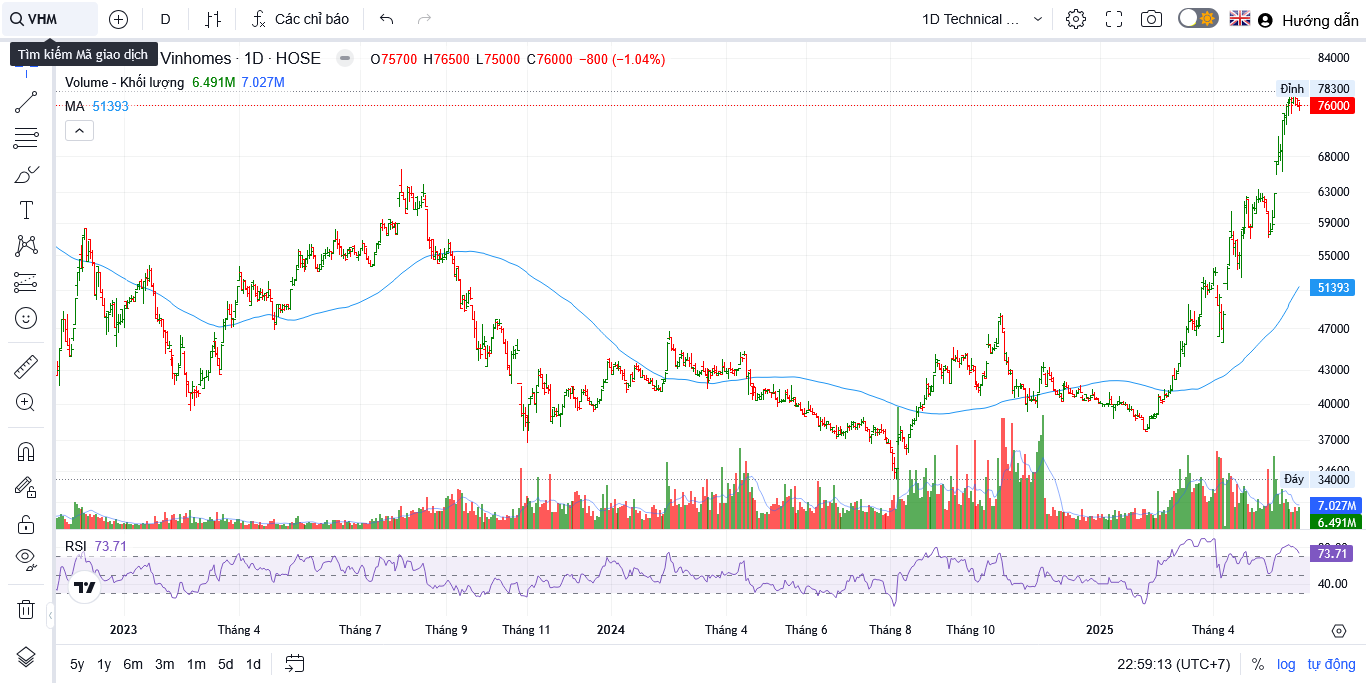 VHM D Các chỉ báo 1D Technical ... Hướng dẫn
Tìm kiếm Mã giao dịch
Vinhomes · 1D · HOSE O75700 H76500 L75000 C76000 −800 (−1.04%)
Volume - Khối lượng 6.491M 7.027M
MA 51393
84000
Đỉnh 78300
76000
68000
63000
59000
55000
51393
47000
43000
40000
37000
34600
Đáy 34000
7.027M
6.491M
RSI 73.71
73.71
40.00
2023 Tháng 4 Tháng 7 Tháng 9 Tháng 11 2024 Tháng 4 Tháng 6 Tháng 8 Tháng 10 2025 Tháng 4
5y 1y 6m 3m 1m 5d 1d 22:59:13 (UTC+7) % log tự động